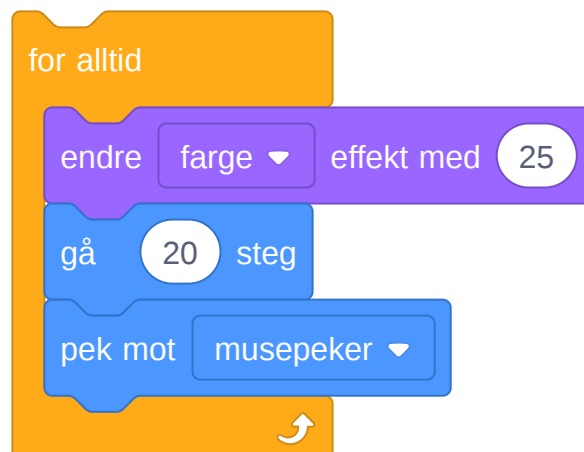 for alltid
endre farge effekt med 25
gå 20 steg
pek mot musepeker